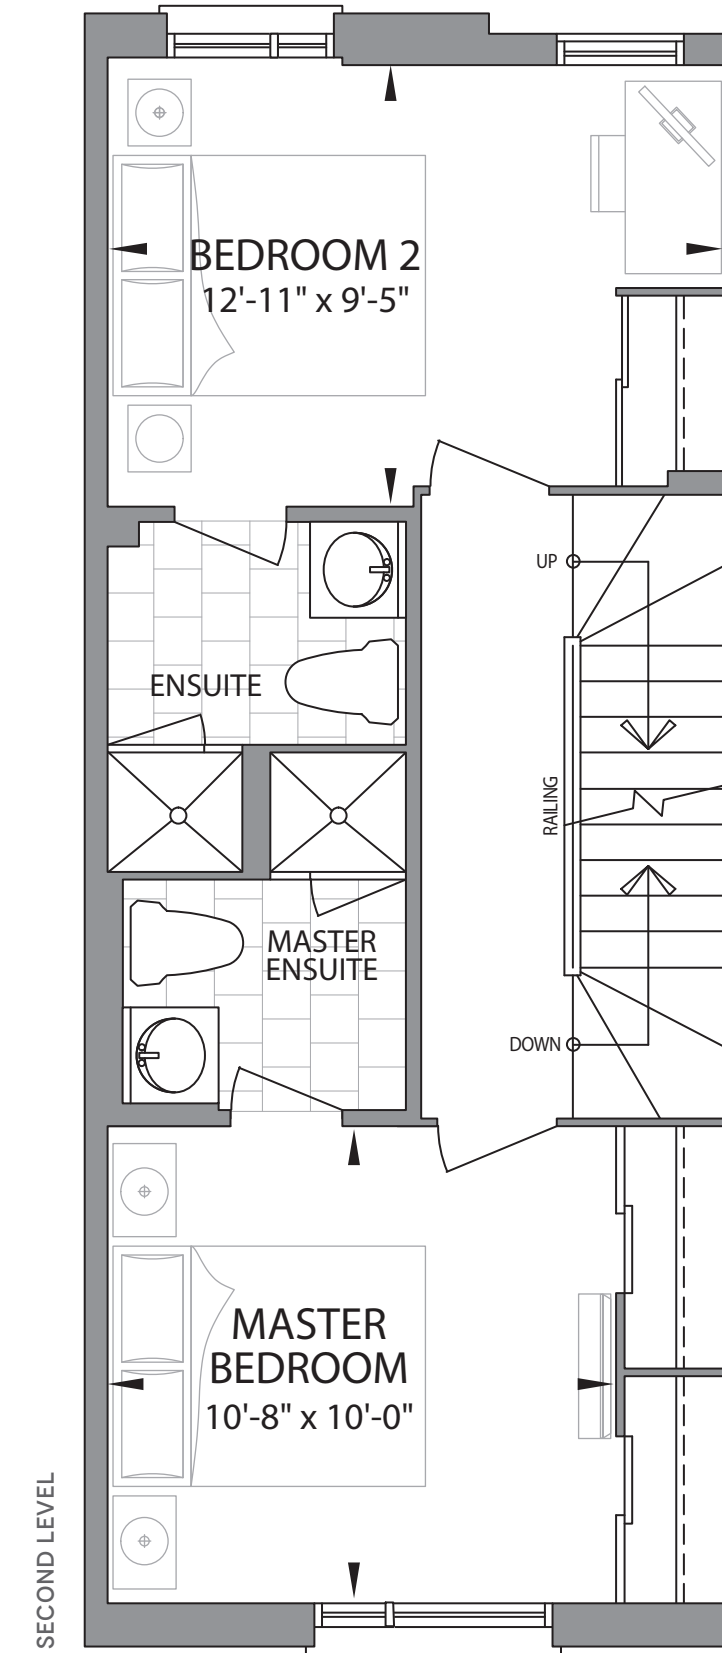 BEDROOM 2
12'-11" x 9'-5"
UP
ENSUITE
RAILING
MASTER
ENSUITE
DOWN
MASTER
BEDROOM
10'-8" x 10'-0"
SECOND LEVEL